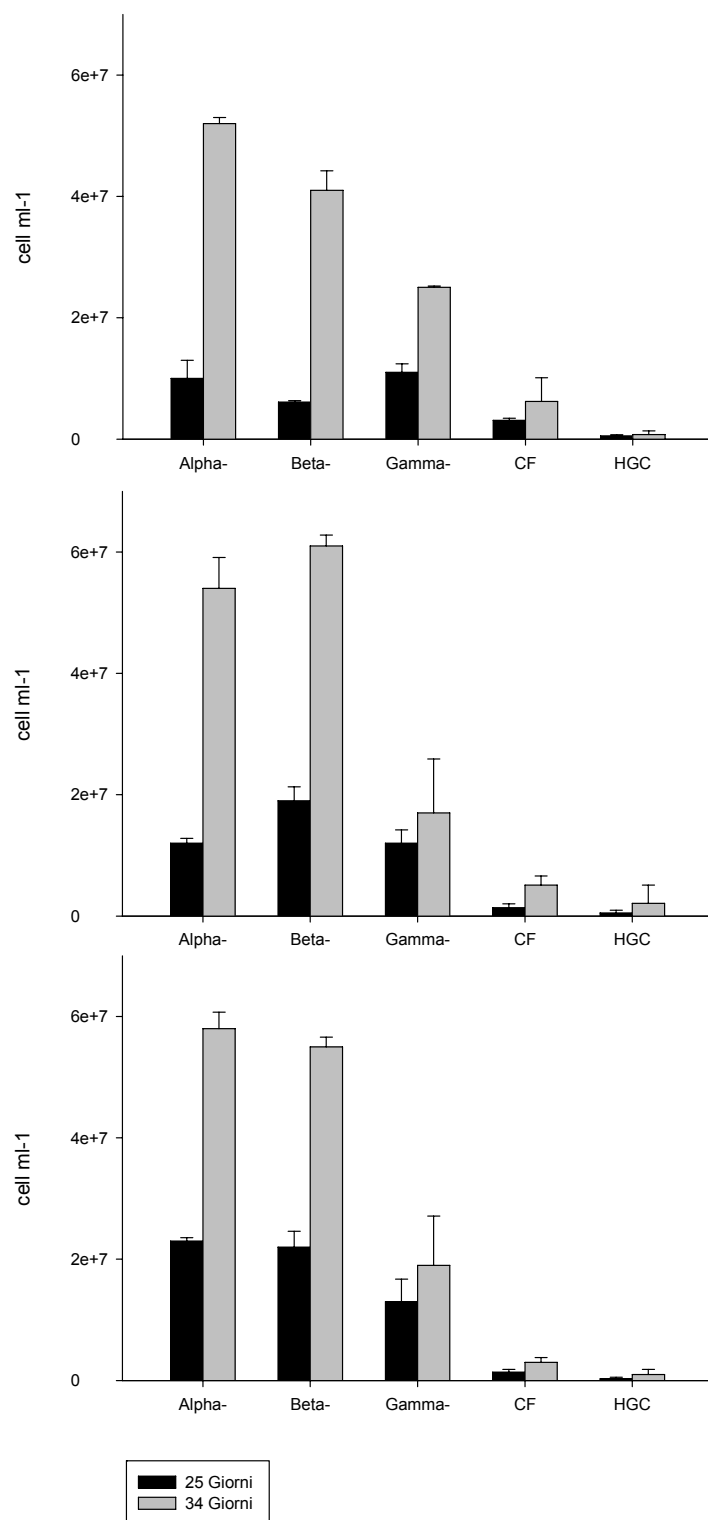 6e+7
4e+7
cell ml-1
2e+7
0
Alpha- Beta- Gamma- CF HGC
6e+7
4e+7
cell ml-1
2e+7
0
Alpha- Beta- Gamma- CF HGC
6e+7
4e+7
cell ml-1
2e+7
0
Alpha- Beta- Gamma- CF HGC
25 Giorni
34 Giorni